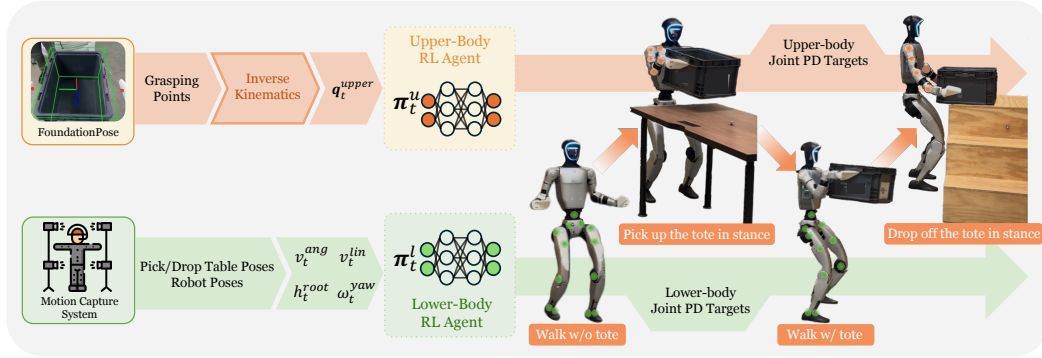 FoundationPose
Grasping
Points
Inverse
Kinematics
q_t^{upper}
Upper-Body
RL Agent
π_t^u
Upper-body
Joint PD Targets
Motion Capture
System
Pick/Drop Table Poses
Robot Poses
v_t^{ang} v_t^{lin}
h_t^{root} ω_t^{yaw}
π_t^l
Lower-Body
RL Agent
Walk w/o tote
Pick up the tote in stance
Lower-body
Joint PD Targets
Walk w/ tote
Drop off the tote in stance